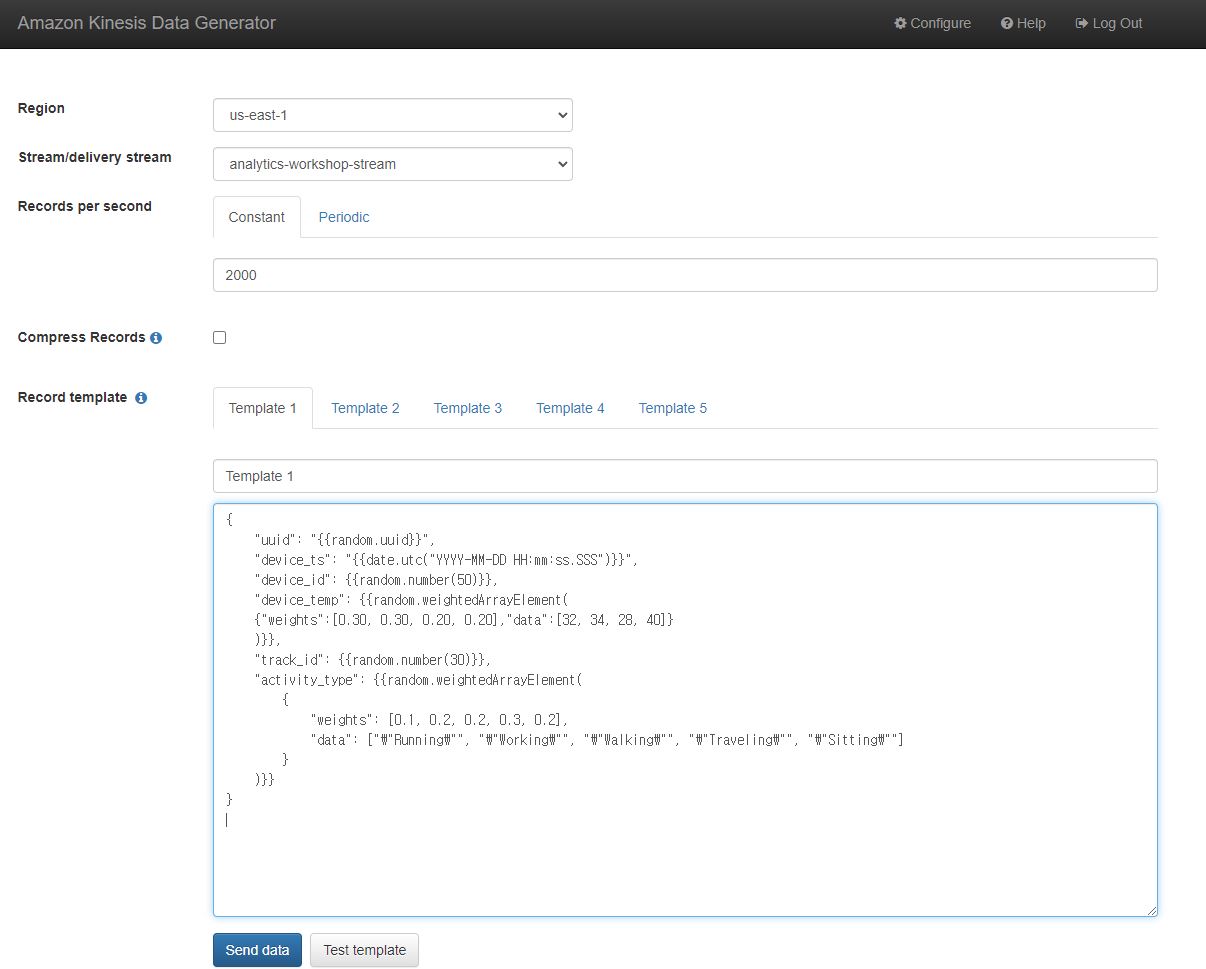 Amazon Kinesis Data Generator
Configure
Help
Log Out
Region
us-east-1
Stream/delivery stream
analytics-workshop-stream
Records per second
Constant
Periodic
2000
Compress Records
Record template
Template 1
Template 2
Template 3
Template 4
Template 5
Template 1
{
    "uuid": "{{random.uuid}}",
    "device_ts": "{{date.utc("YYYY-MM-DD HH:mm:ss.SSS")}}",
    "device_id": {{random.number(50)}},
    "device_temp": {{random.weightedArrayElement(
    {"weights":[0.30, 0.30, 0.20, 0.20],"data":[32, 34, 28, 40]}
    )}},
    "track_id": {{random.number(30)}},
    "activity_type": {{random.weightedArrayElement(
        {
            "weights": [0.1, 0.2, 0.2, 0.3, 0.2],
            "data": ["₩"Running₩"", "₩"Working₩"", "₩"Walking₩"", "₩"Traveling₩"", "₩"Sitting₩""]
        }
    )}}
}
Send data
Test template